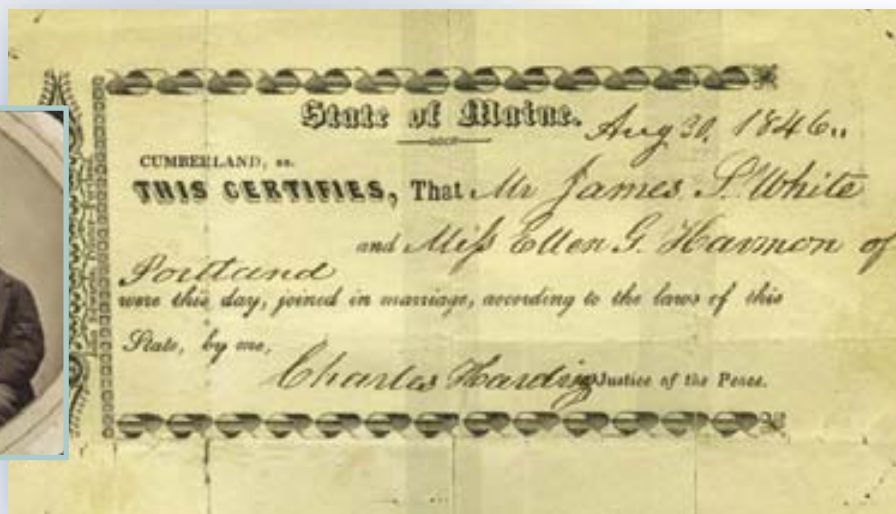 State of Maine.
Aug 30, 1846.
CUMBERLAND, ss.
THIS CERTIFIES, That Mr James S. White
and Miſs Ellen G. Harmon of
Portland
were this day, joined in marriage, according to the laws of this
State, by me,
Charles Harding Justice of the Peace.